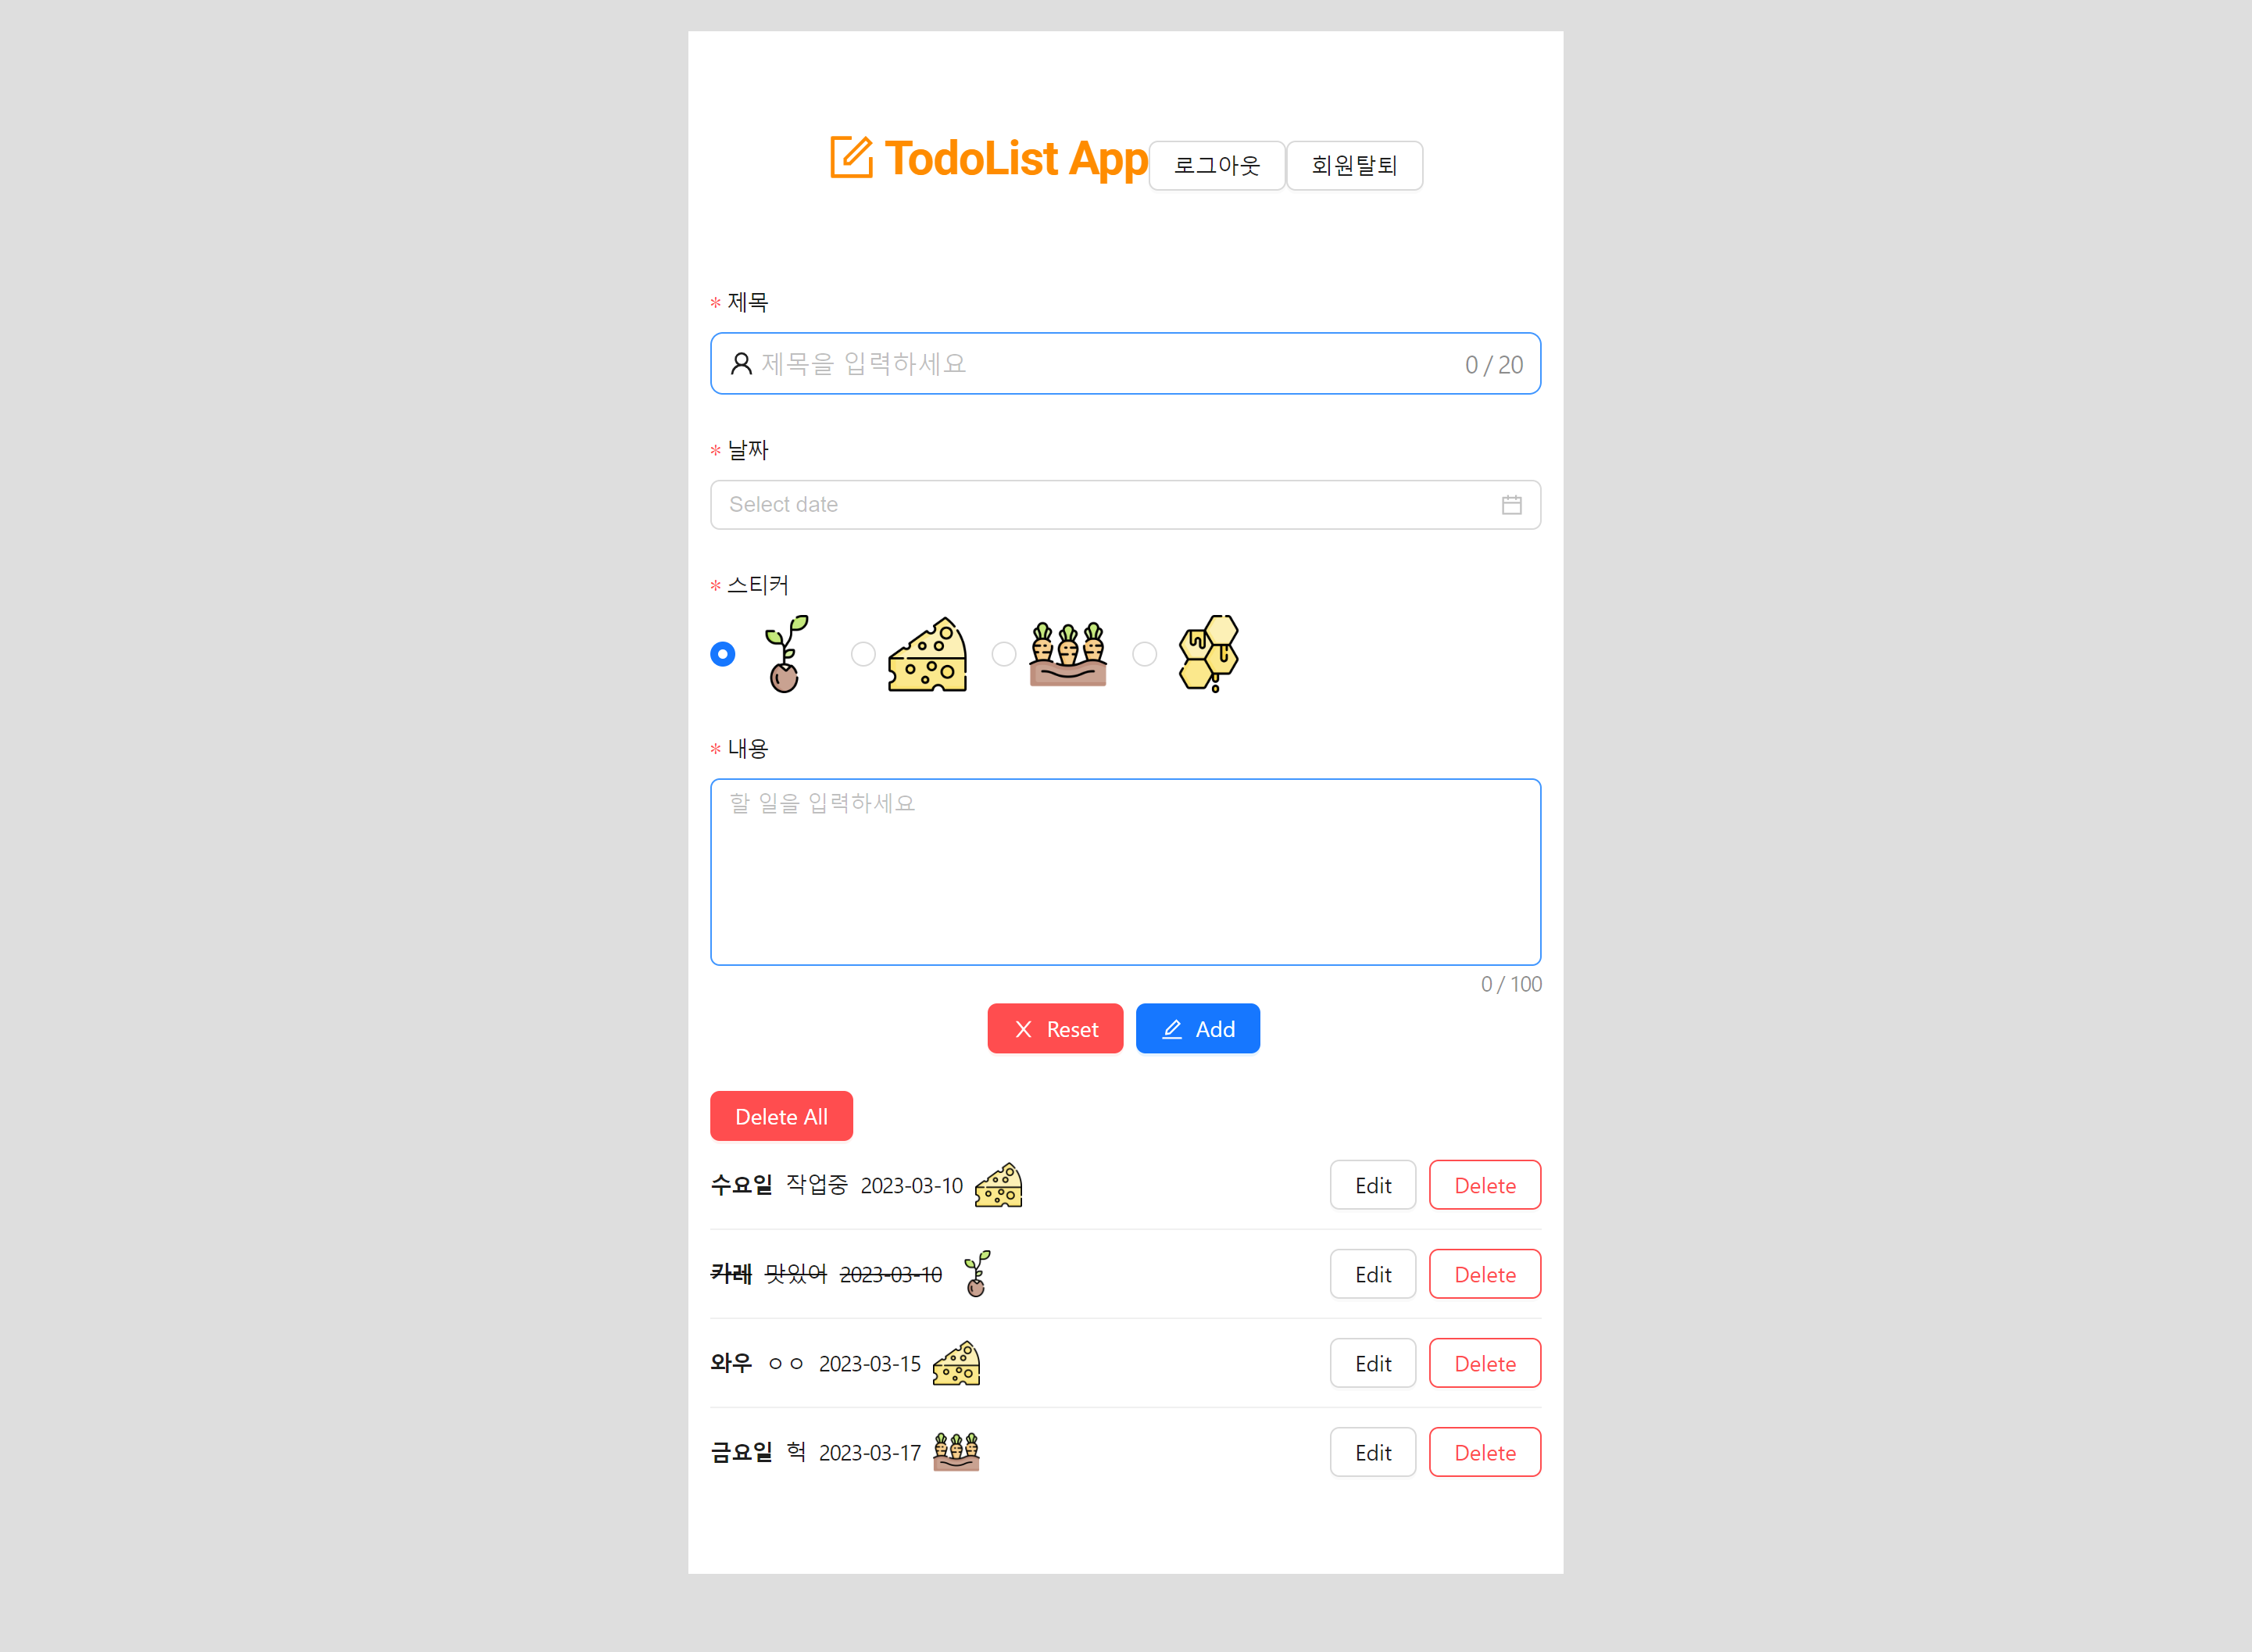 TodoList App 로그아웃 회원탈퇴
* 제목
제목을 입력하세요 0 / 20
* 날짜
Select date
* 스티커
* 내용
할 일을 입력하세요
0 / 100
Reset Add
Delete All
수요일 작업중 2023-03-10 Edit Delete
카레 맛있어 2023-03-10 Edit Delete
와우 ㅇㅇ 2023-03-15 Edit Delete
금요일 헉 2023-03-17 Edit Delete